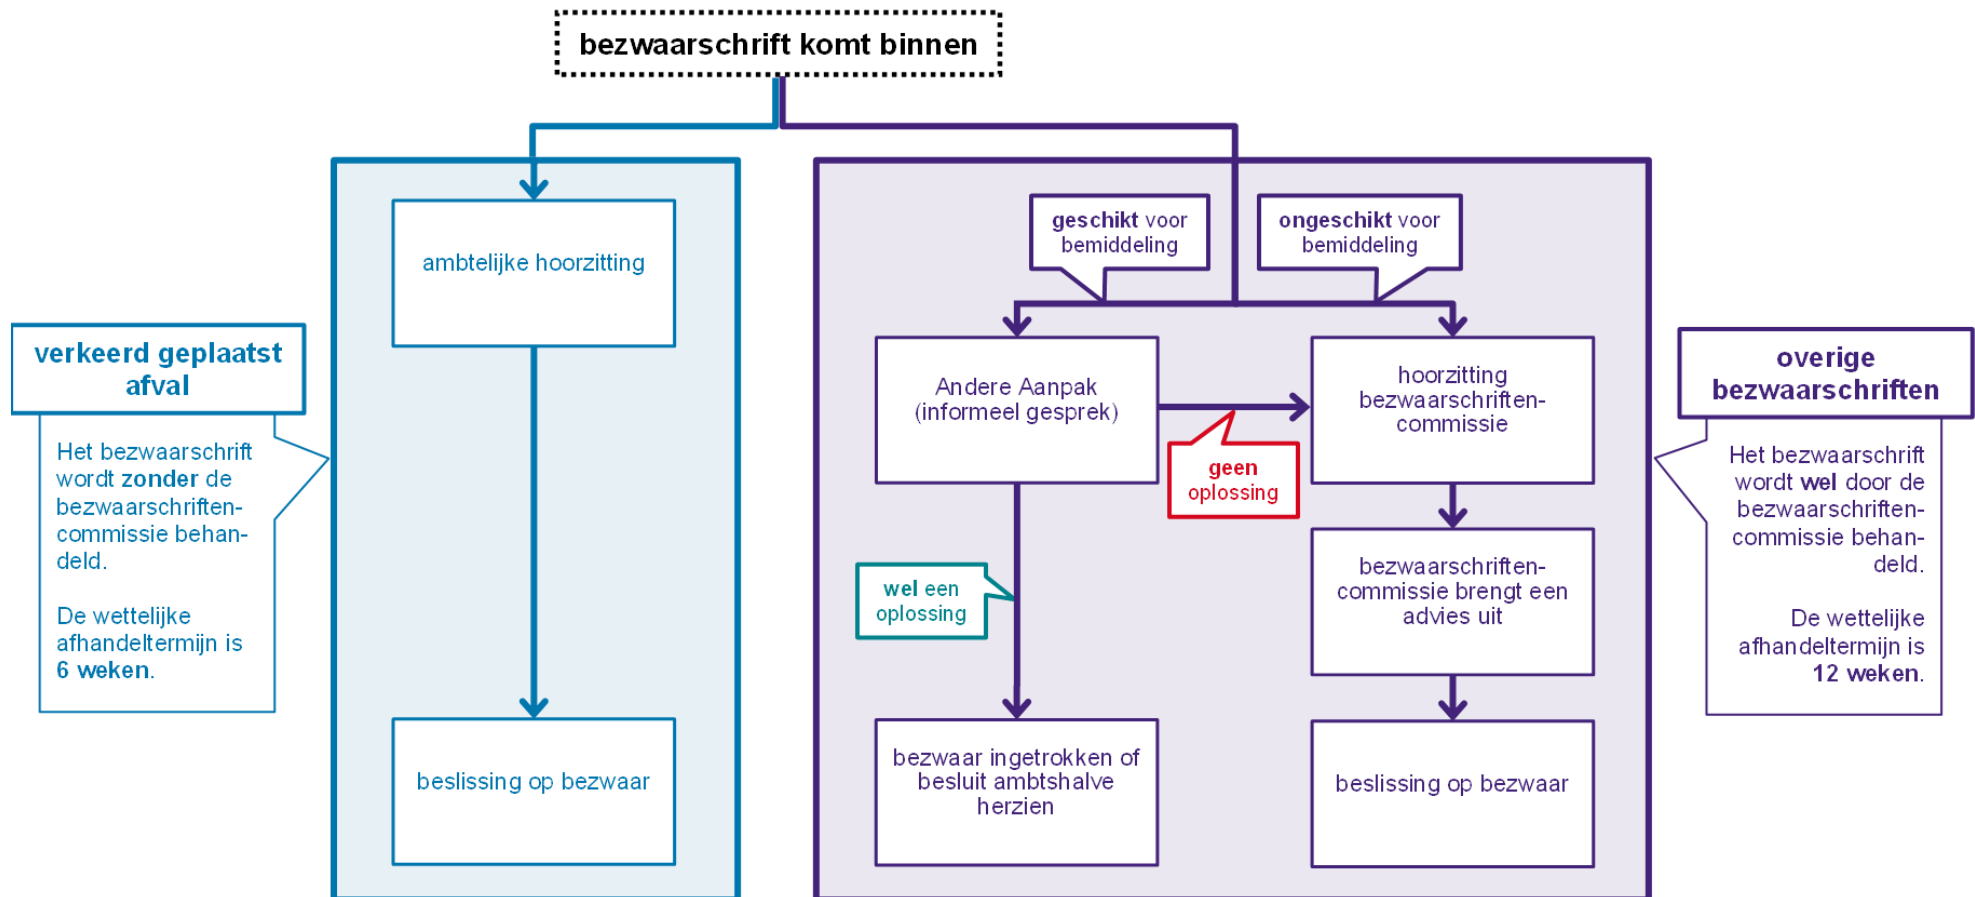 bezwaarschrift komt binnen
verkeerd geplaatst
afval
Het bezwaarschrift
wordt zonder de
bezwaarschriften-
commissie behan-
deld.
De wettelijke
afhandeltermijn is
6 weken.
ambtelijke hoorzitting
beslissing op bezwaar
geschikt voor
bemiddeling
ongeschikt voor
bemiddeling
Andere Aanpak
(informeel gesprek)
geen
oplossing
wel een
oplossing
bezwaar ingetrokken of
besluit ambtshalve
herzien
hoorzitting
bezwaarschriften-
commissie
bezwaarschriften-
commissie brengt een
advies uit
beslissing op bezwaar
overige
bezwaarschriften
Het bezwaarschrift
wordt wel door de
bezwaarschriften-
commissie behan-
deld.
De wettelijke
afhandeltermijn is
12 weken.